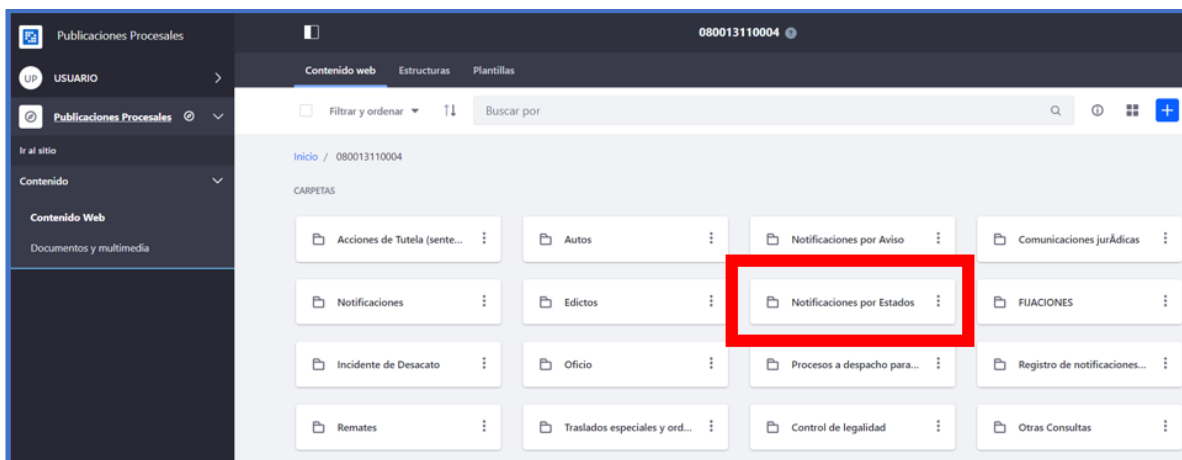 Publicaciones Procesales
080013110004
UP USUARIO
Contenido web Estructuras Plantillas
Publicaciones Procesales
Filtrar y ordenar Buscar por
Ir al sitio
Inicio / 080013110004
Contenido
CARPETAS
Contenido Web
Documentos y multimedia
Acciones de Tutela (sente... Autos Notificaciones por Aviso Comunicaciones jurÃdicas
Notificaciones Edictos Notificaciones por Estados FIJACIONES
Incidente de Desacato Oficio Procesos a despacho para... Registro de notificaciones...
Remates Traslados especiales y ord... Control de legalidad Otras Consultas